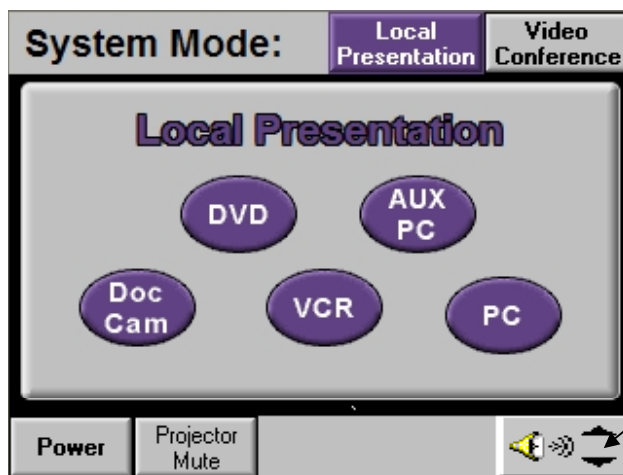 System Mode:
Local
Presentation
Video
Conference
Local Presentation
DVD
AUX
PC
Doc
Cam
VCR
PC
Power
Projector
Mute